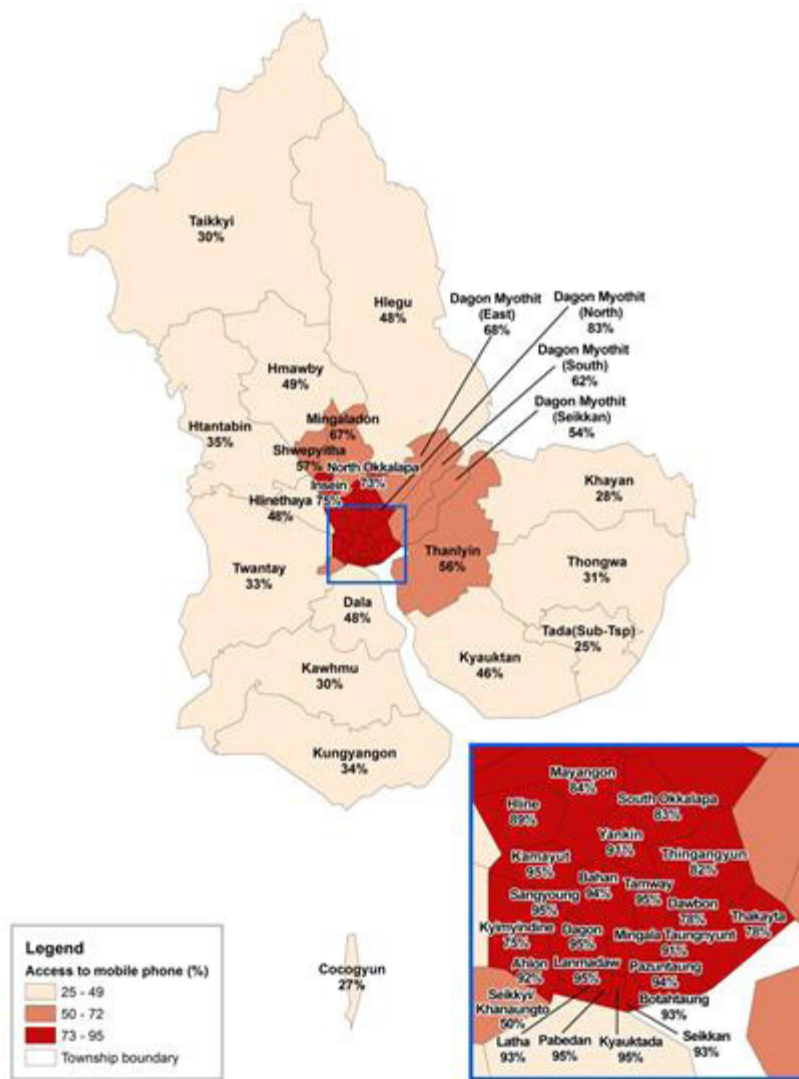 Taikkyi
30%
Hlegu
48%
Dagon Myothit
(East)
68%
Dagon Myothit
(North)
83%
Dagon Myothit
(South)
62%
Dagon Myothit
(Seikkan)
54%
Hmawby
49%
Mingaladon
67%
Htantabin
35%
Shwepyitha
57%
North Okkalapa
73%
Insein
75%
Hlinethaya
48%
Khayan
28%
Thanlyin
56%
Thongwa
31%
Twantay
33%
Dala
48%
Tada(Sub-Tsp)
25%
Kyauktan
46%
Kawhmu
30%
Kungyangon
34%
Cocogyun
27%
Mayangon
84%
Hline
89%
South Okkalapa
83%
Yankin
91%
Kamayut
95%
Thingangyun
82%
Bahan
94%
Tamway
95%
Sangyoung
95%
Dawbon
78%
Thakayta
78%
Kyimyindine
75%
Dagon
95%
Mingala Taungnyunt
91%
Ahlon
92%
Lanmadaw
95%
Pazuntaung
94%
Seikkyi/
Khanaungto
50%
Botahtaung
93%
Latha
93%
Pabedan
95%
Kyauktada
95%
Seikkan
93%
Legend
Access to mobile phone (%)
25 - 49
50 - 72
73 - 95
Township boundary